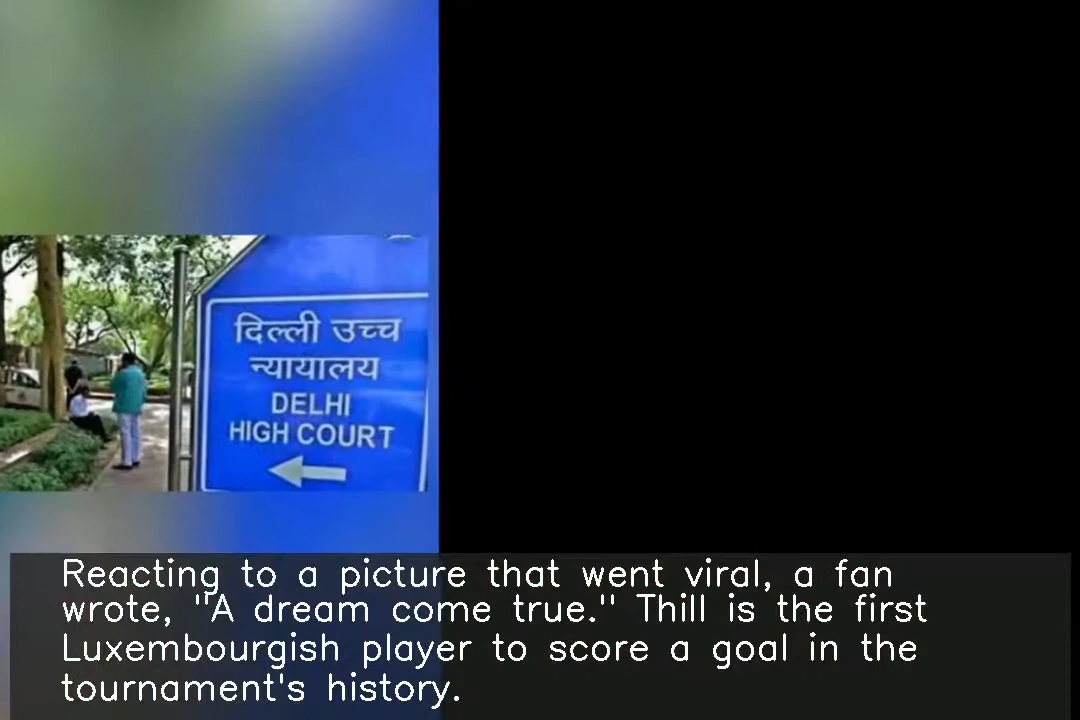 दिल्ली उच्च
न्यायालय
DELHI
HIGH COURT
Reacting to a picture that went viral, a fan
wrote, "A dream come true." Thill is the first
Luxembourgish player to score a goal in the
tournament's history.